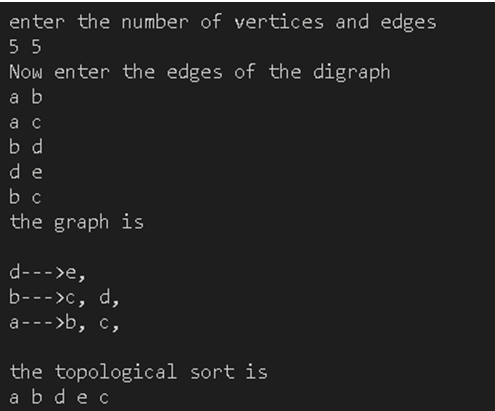 enter the number of vertices and edges
5 5
Now enter the edges of the digraph
a b
a c
b d
d e
b c
the graph is
d--->e,
b--->c, d,
a--->b, c,
the topological sort is
a b d e c